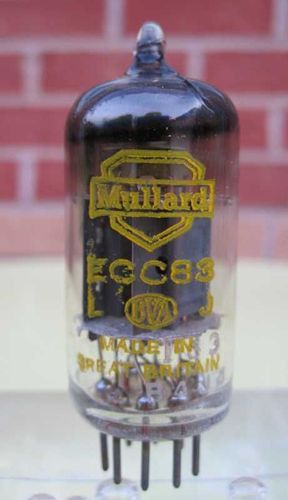 Mullard
ECC83
L BVA J
MADE IN
GREAT BRITAIN